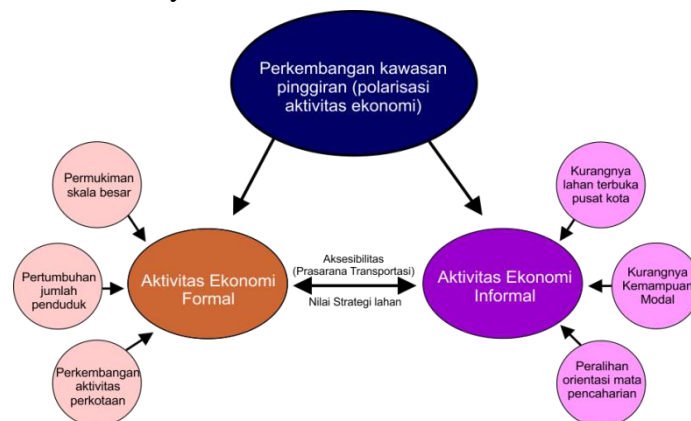 Perkembangan kawasan
pinggiran (polarisasi
aktivitas ekonomi)
Permukiman
skala besar
Kurangnya
lahan terbuka
pusat kota
Pertumbuhan
jumlah
penduduk
Aktivitas Ekonomi
Formal
Aksesibilitas
(Prasarana Transportasi)
Nilai Strategi lahan
Aktivitas Ekonomi
Informal
Kurangnya
Kemampuan
Modal
Perkembangan
aktivitas
perkotaan
Peralihan
orientasi mata
pencaharian